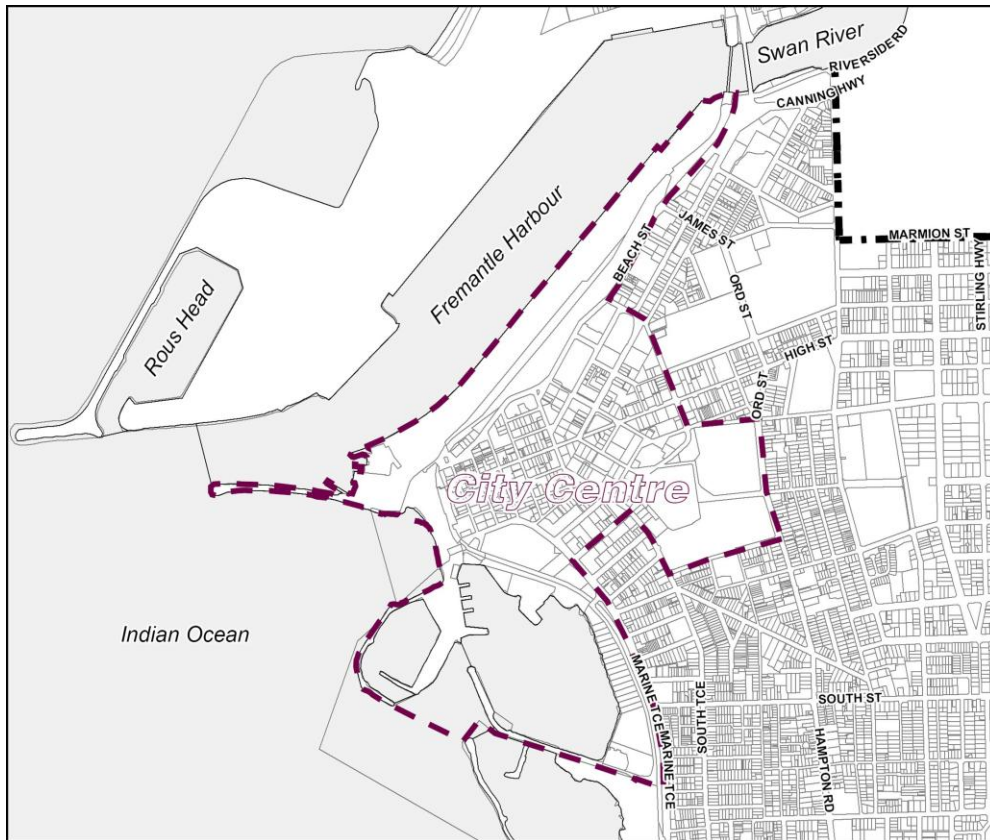 Swan River
RIVERSIDE RD
CANNING HWY
MARMION ST
JAMES ST
BEACH ST
STIRLING HWY
ORD ST
Fremantle Harbour
Rous Head
HIGH ST
ORD ST
City Centre
Indian Ocean
MARINE TCE
MARINE TCE
SOUTH TCE
SOUTH ST
HAMPTON RD